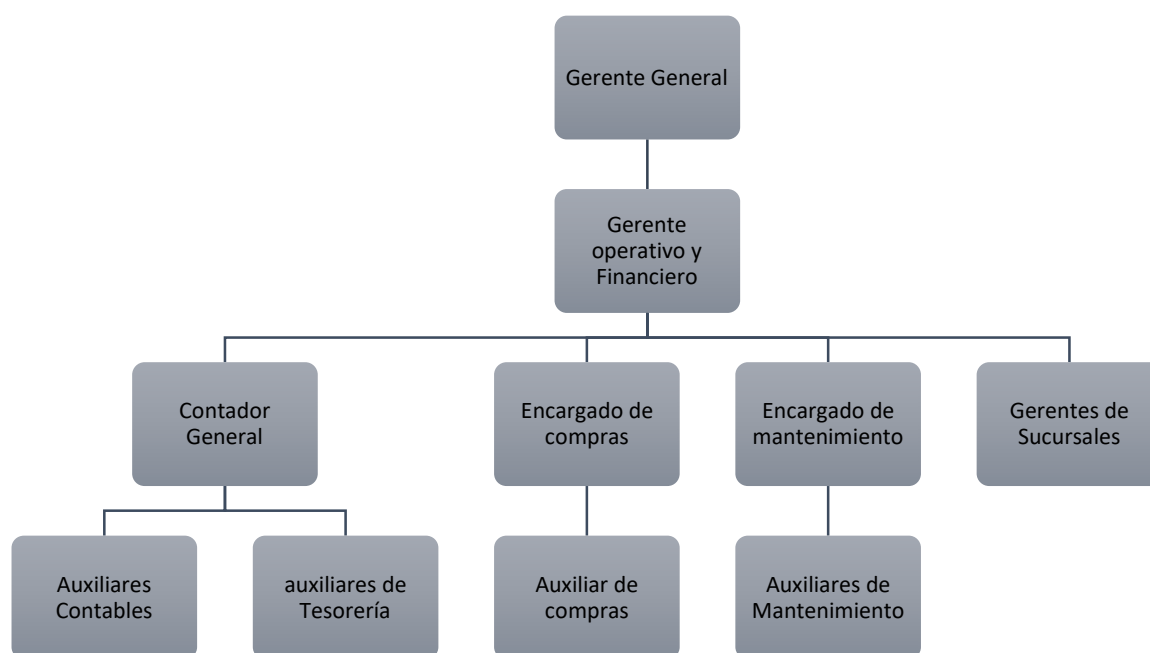 Gerente General
Gerente
operativo y
Financiero
Contador
General
Encargado de
compras
Encargado de
mantenimiento
Gerentes de
Sucursales
Auxiliares
Contables
auxiliares de
Tesorería
Auxiliar de
compras
Auxiliares de
Mantenimiento